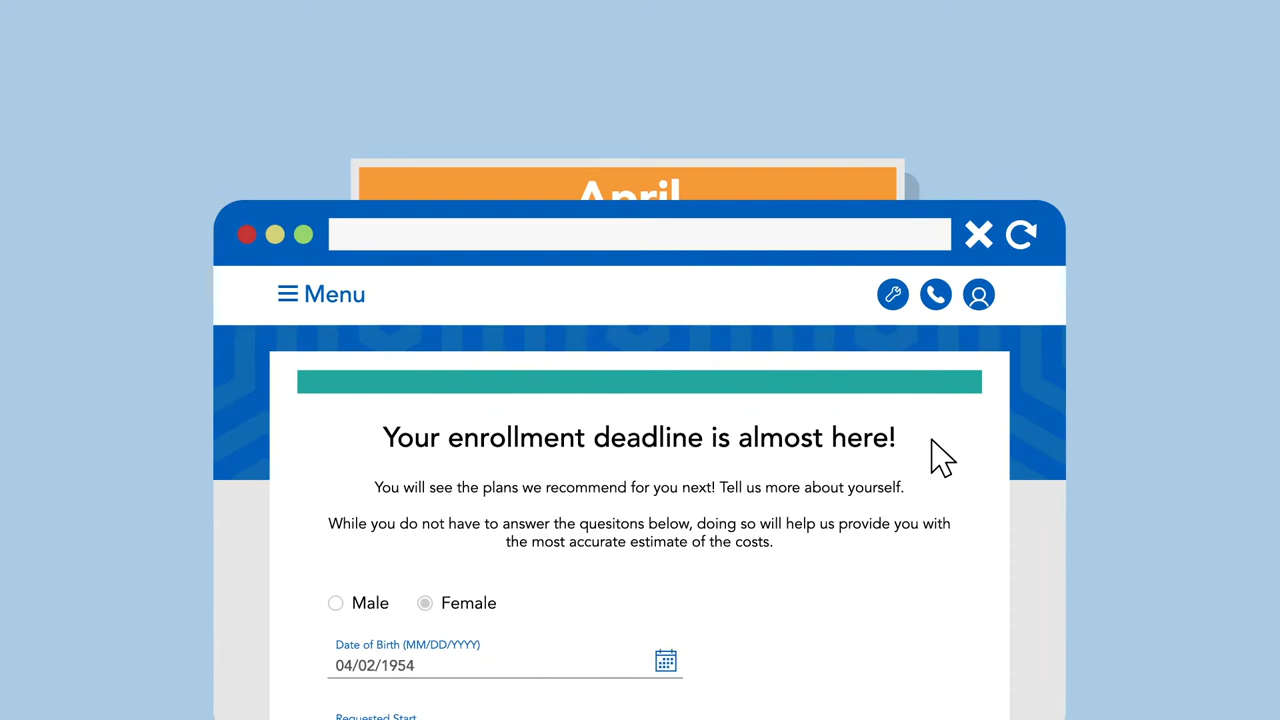 April
Menu
Your enrollment deadline is almost here!
You will see the plans we recommend for you next! Tell us more about yourself.
While you do not have to answer the quesitons below, doing so will help us provide you with
the most accurate estimate of the costs.
Male Female
Date of Birth (MM/DD/YYYY)
04/02/1954
Requested Start